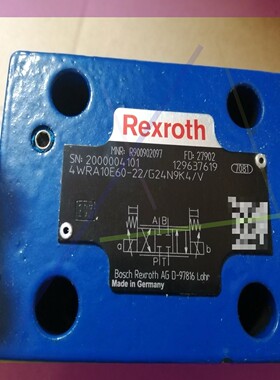 Rexroth
MNR: R900902097 FD: 27902
SN: 2000004101 129637619 7081
4WRA10E60-22/G24N9K4/V
A B
P T
Bosch Rexroth AG D-97816 Lohr
Made in Germany